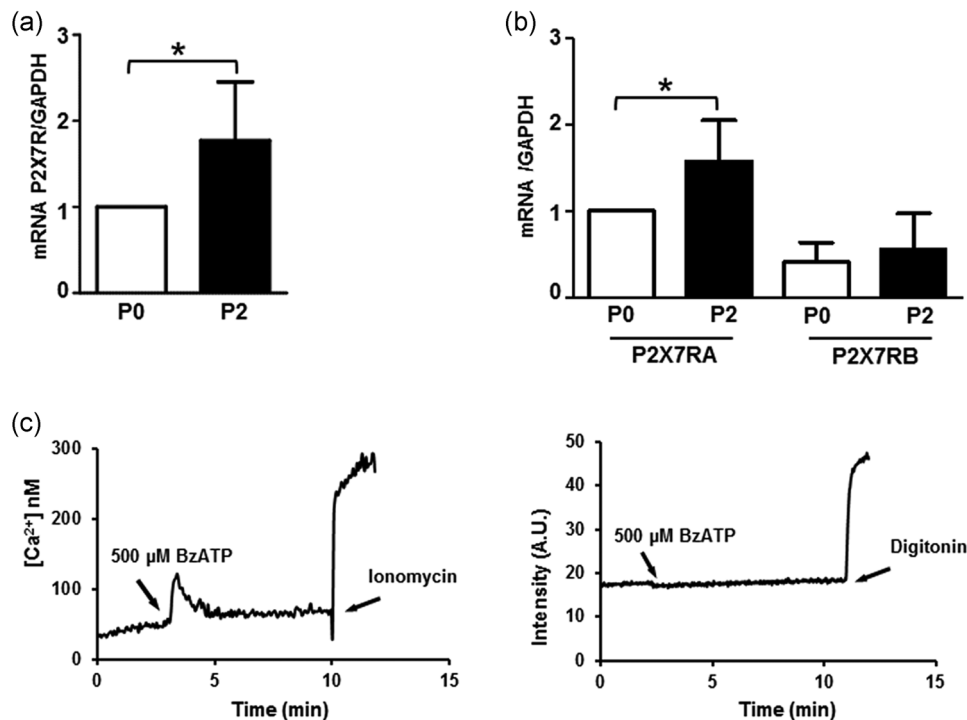 (a)
mRNA P2X7R/GAPDH
3
2
1
0
*
P0
P2
(b)
mRNA /GAPDH
3
2
1
0
*
P0
P2
P0
P2
P2X7RA
P2X7RB
(c)
[Ca²⁺] nM
300
200
100
0
500 µM BzATP
Ionomycin
0
5
10
15
Time (min)
Intensity (A.U.)
50
40
30
20
10
0
500 µM BzATP
Digitonin
0
5
10
15
Time (min)